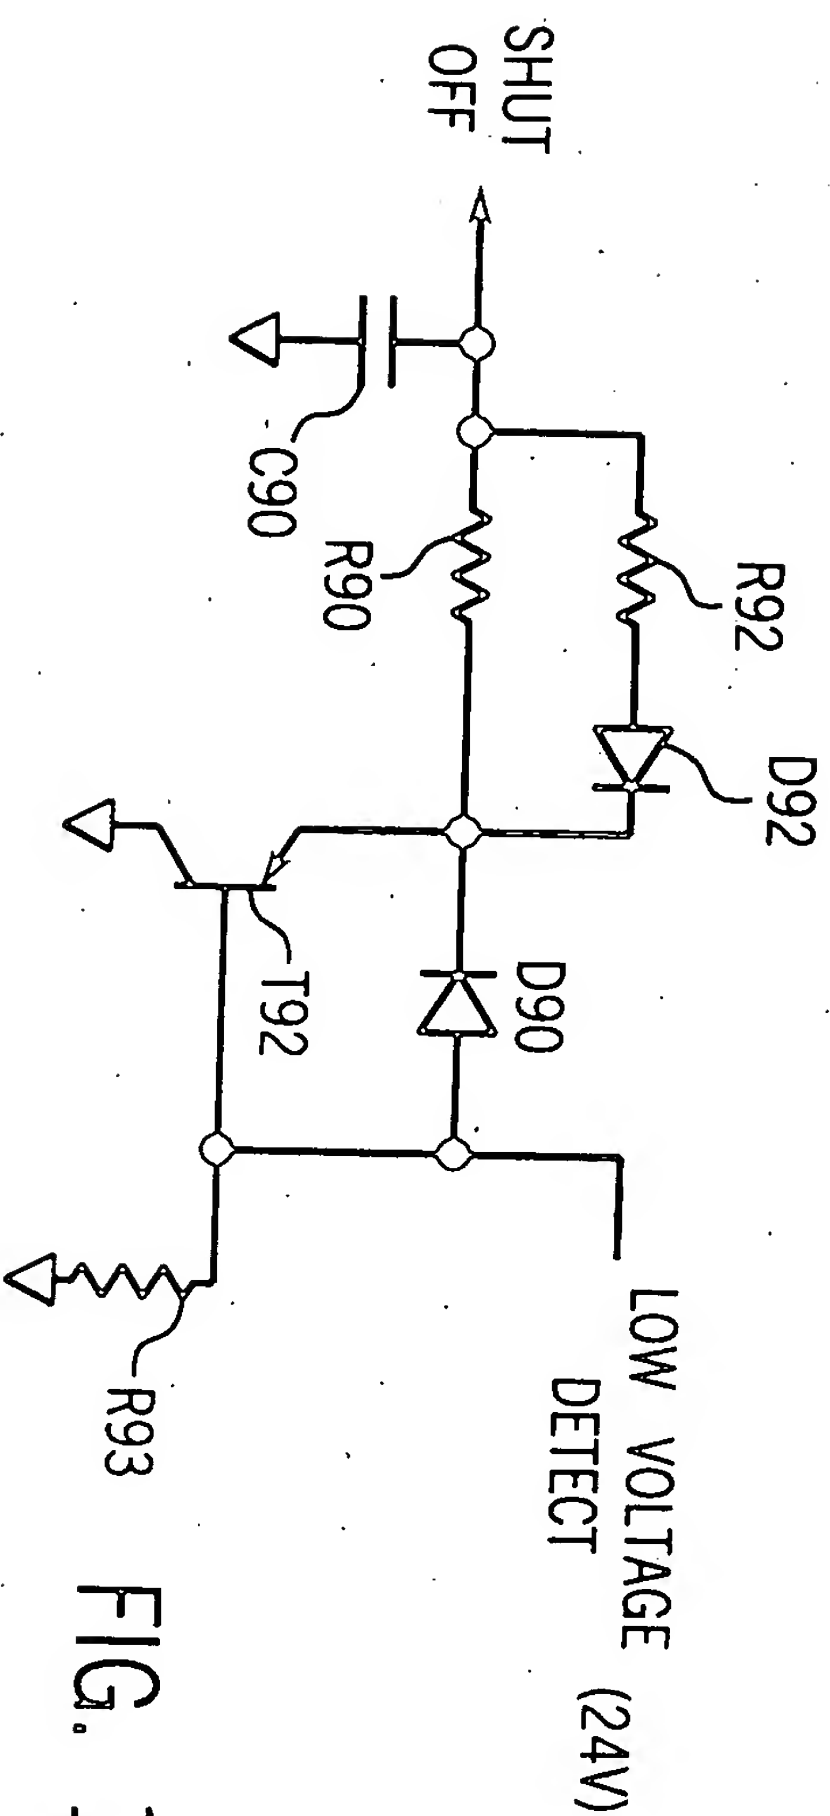 SHUT
OFF
R92
D92
C90
R90
D90
T92
LOW VOLTAGE (24V)
DETECT
R93
FIG.